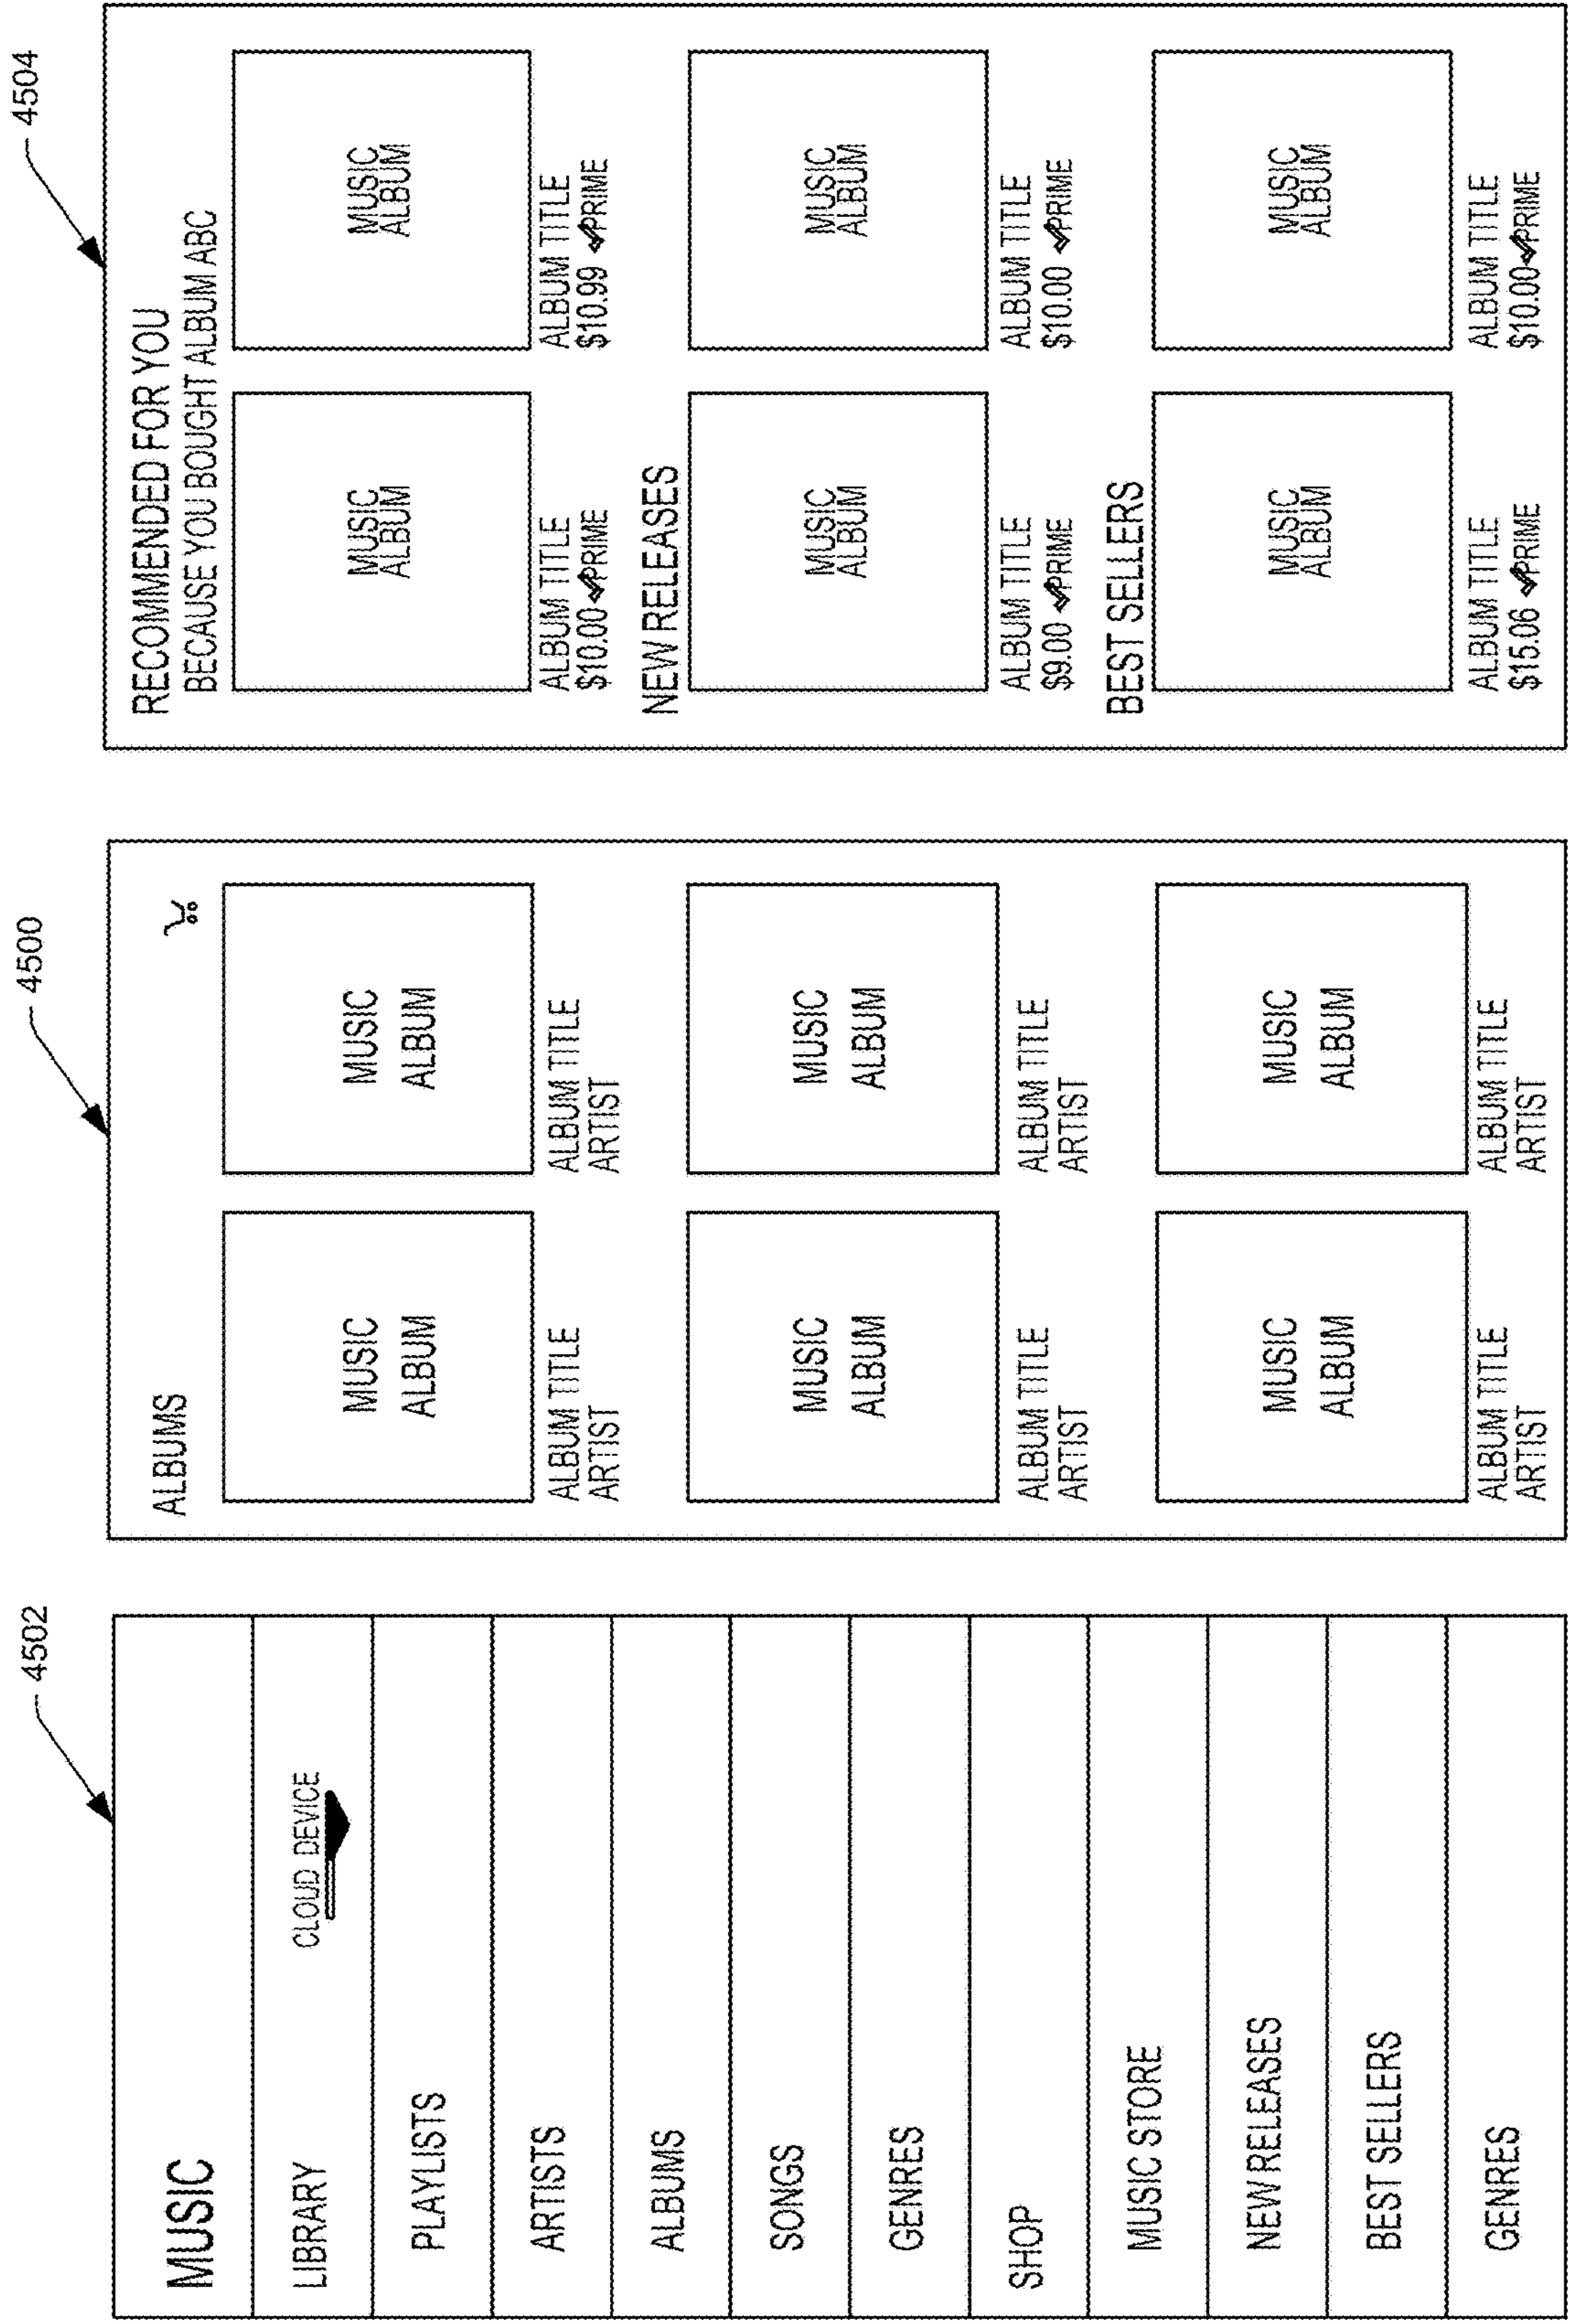 4502
MUSIC
LIBRARY
CLOUD DEVICE
PLAYLISTS
ARTISTS
ALBUMS
SONGS
GENRES
SHOP
MUSIC STORE
NEW RELEASES
BEST SELLERS
GENRES
4500
ALBUMS
MUSIC
ALBUM
ALBUM TITLE
ARTIST
MUSIC
ALBUM
ALBUM TITLE
ARTIST
MUSIC
ALBUM
ALBUM TITLE
ARTIST
MUSIC
ALBUM
ALBUM TITLE
ARTIST
MUSIC
ALBUM
ALBUM TITLE
ARTIST
MUSIC
ALBUM
ALBUM TITLE
ARTIST
4504
RECOMMENDED FOR YOU
BECAUSE YOU BOUGHT ALBUM ABC
MUSIC
ALBUM
ALBUM TITLE
$10.00 ✓PRIME
MUSIC
ALBUM
ALBUM TITLE
$10.99 ✓PRIME
NEW RELEASES
MUSIC
ALBUM
ALBUM TITLE
$9.00 ✓PRIME
MUSIC
ALBUM
ALBUM TITLE
$10.00 ✓PRIME
BEST SELLERS
MUSIC
ALBUM
ALBUM TITLE
$15.06 ✓PRIME
MUSIC
ALBUM
ALBUM TITLE
$10.00 ✓PRIME